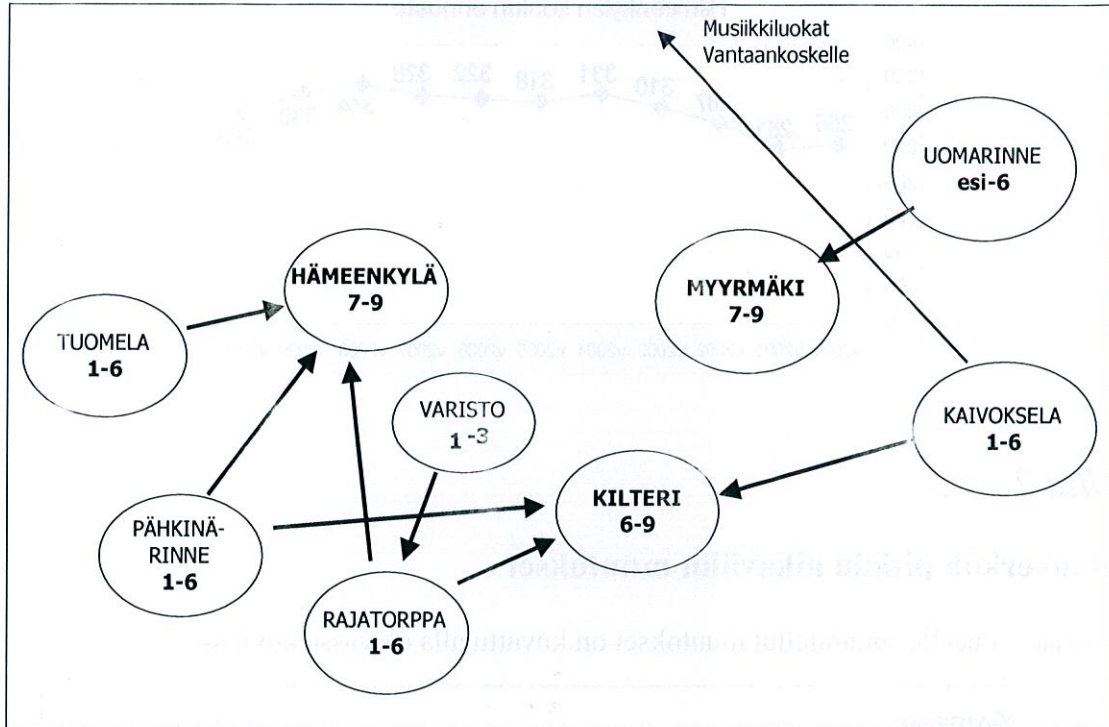 Musiikkiluokat
Vantaankoskelle
UOMARINNE
esi-6
HÄMEENKYLÄ
7-9
MYYRMÄKI
7-9
TUOMELA
1-6
VARISTO
1-3
KAIVOKSELA
1-6
KILTERI
6-9
PÄHKINÄ-
RINNE
1-6
RAJATORPPA
1-6